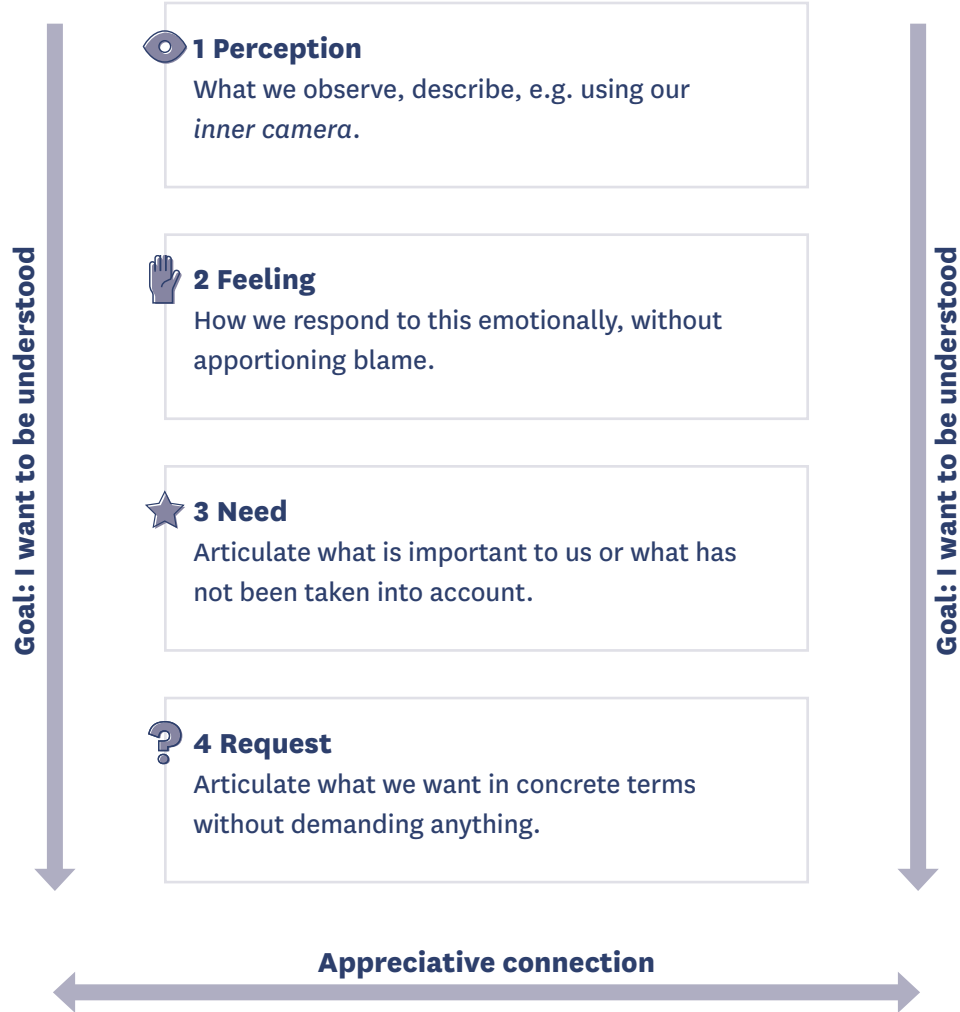 1 Perception
What we observe, describe, e.g. using our
inner camera.
Goal: I want to be understood
2 Feeling
How we respond to this emotionally, without
apportioning blame.
3 Need
Articulate what is important to us or what has
not been taken into account.
4 Request
Articulate what we want in concrete terms
without demanding anything.
Goal: I want to be understood
Appreciative connection